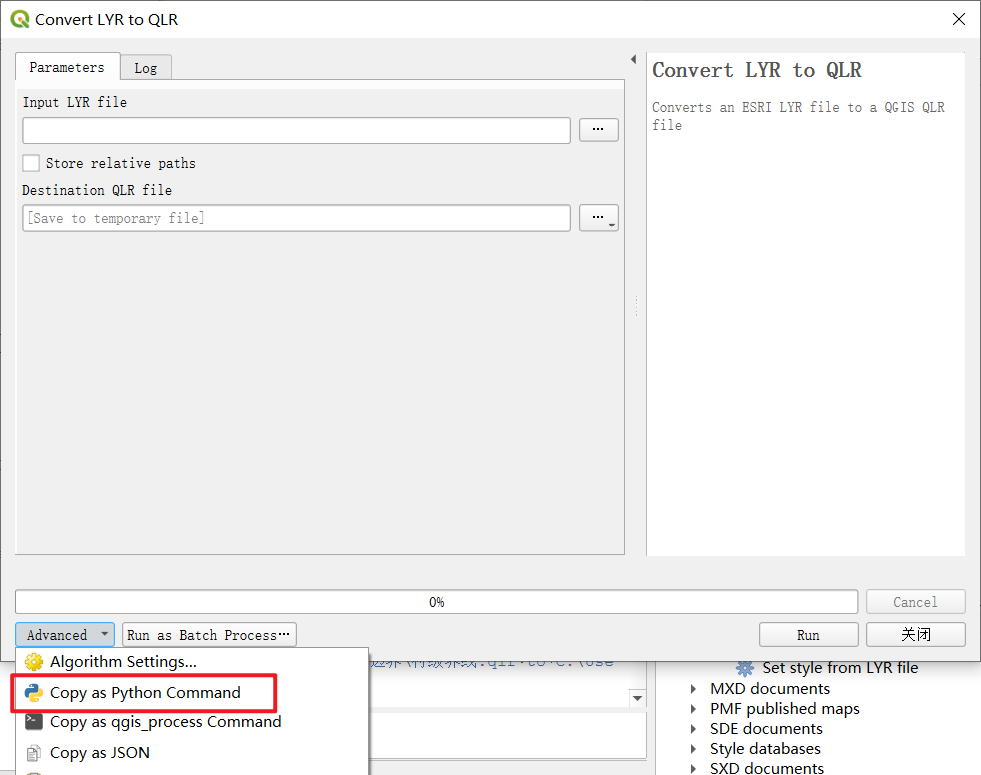 Convert LYR to QLR
Parameters
Log
Input LYR file
...
Store relative paths
Destination QLR file
[Save to temporary file]
...
Convert LYR to QLR
Converts an ESRI LYR file to a QGIS QLR
file
0%
Cancel
Advanced
Run as Batch Process...
Run
关闭
Algorithm Settings...
Copy as Python Command
Copy as qgis_process Command
Copy as JSON
Set style from LYR file
MXD documents
PMF published maps
SDE documents
Style databases
SXD documents